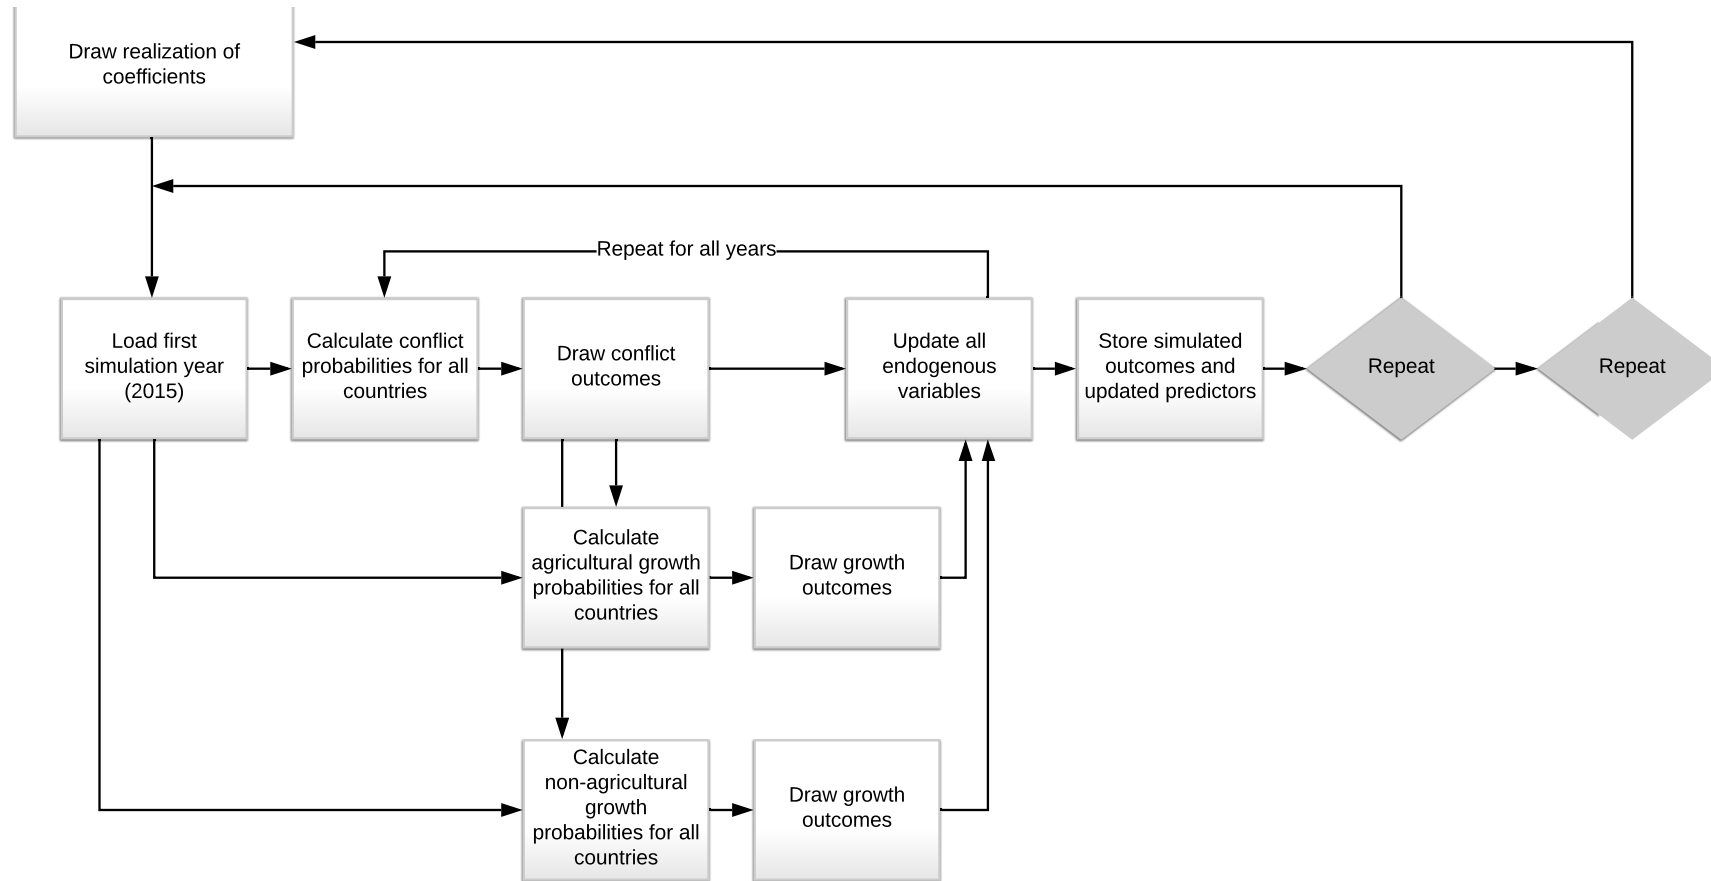 Draw realization of
coefficients
Repeat for all years
Load first
simulation year
(2015)
Calculate conflict
probabilities for all
countries
Draw conflict
outcomes
Update all
endogenous
variables
Store simulated
outcomes and
updated predictors
Repeat
Repeat
Calculate
agricultural growth
probabilities for all
countries
Draw growth
outcomes
Calculate
non-agricultural
growth
probabilities for all
countries
Draw growth
outcomes